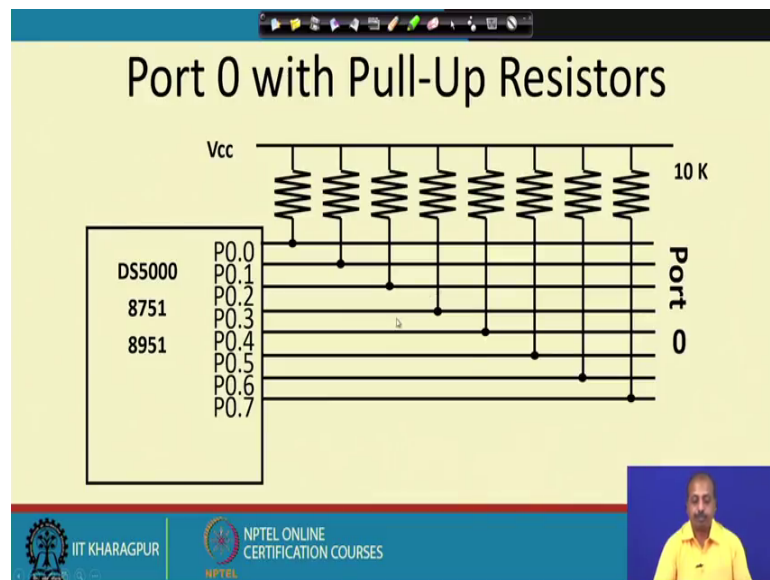 Port 0 with Pull-Up Resistors
Vcc
10 K
DS5000
8751
8951
P0.0
P0.1
P0.2
P0.3
P0.4
P0.5
P0.6
P0.7
Port 0
IIT KHARAGPUR
NPTEL
NPTEL ONLINE
CERTIFICATION COURSES